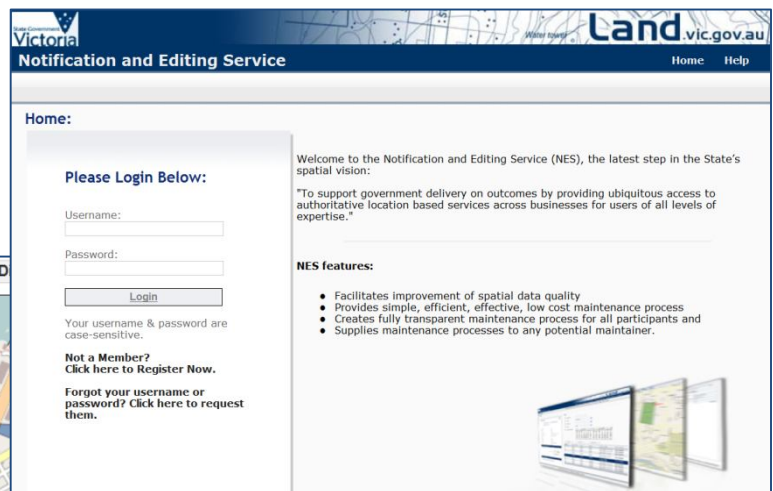 State Government
Victoria
Water tower
Land.vic.gov.au
Notification and Editing Service
Home Help
Home:
Please Login Below:
Username:
Password:
Login
Your username & password are
case-sensitive.
Not a Member?
Click here to Register Now.
Forgot your username or
password? Click here to request
them.
Welcome to the Notification and Editing Service (NES), the latest step in the State's
spatial vision:
"To support government delivery on outcomes by providing ubiquitous access to
authoritative location based services across businesses for users of all levels of
expertise."
NES features:
● Facilitates improvement of spatial data quality
● Provides simple, efficient, effective, low cost maintenance process
● Creates fully transparent maintenance process for all participants and
● Supplies maintenance processes to any potential maintainer.